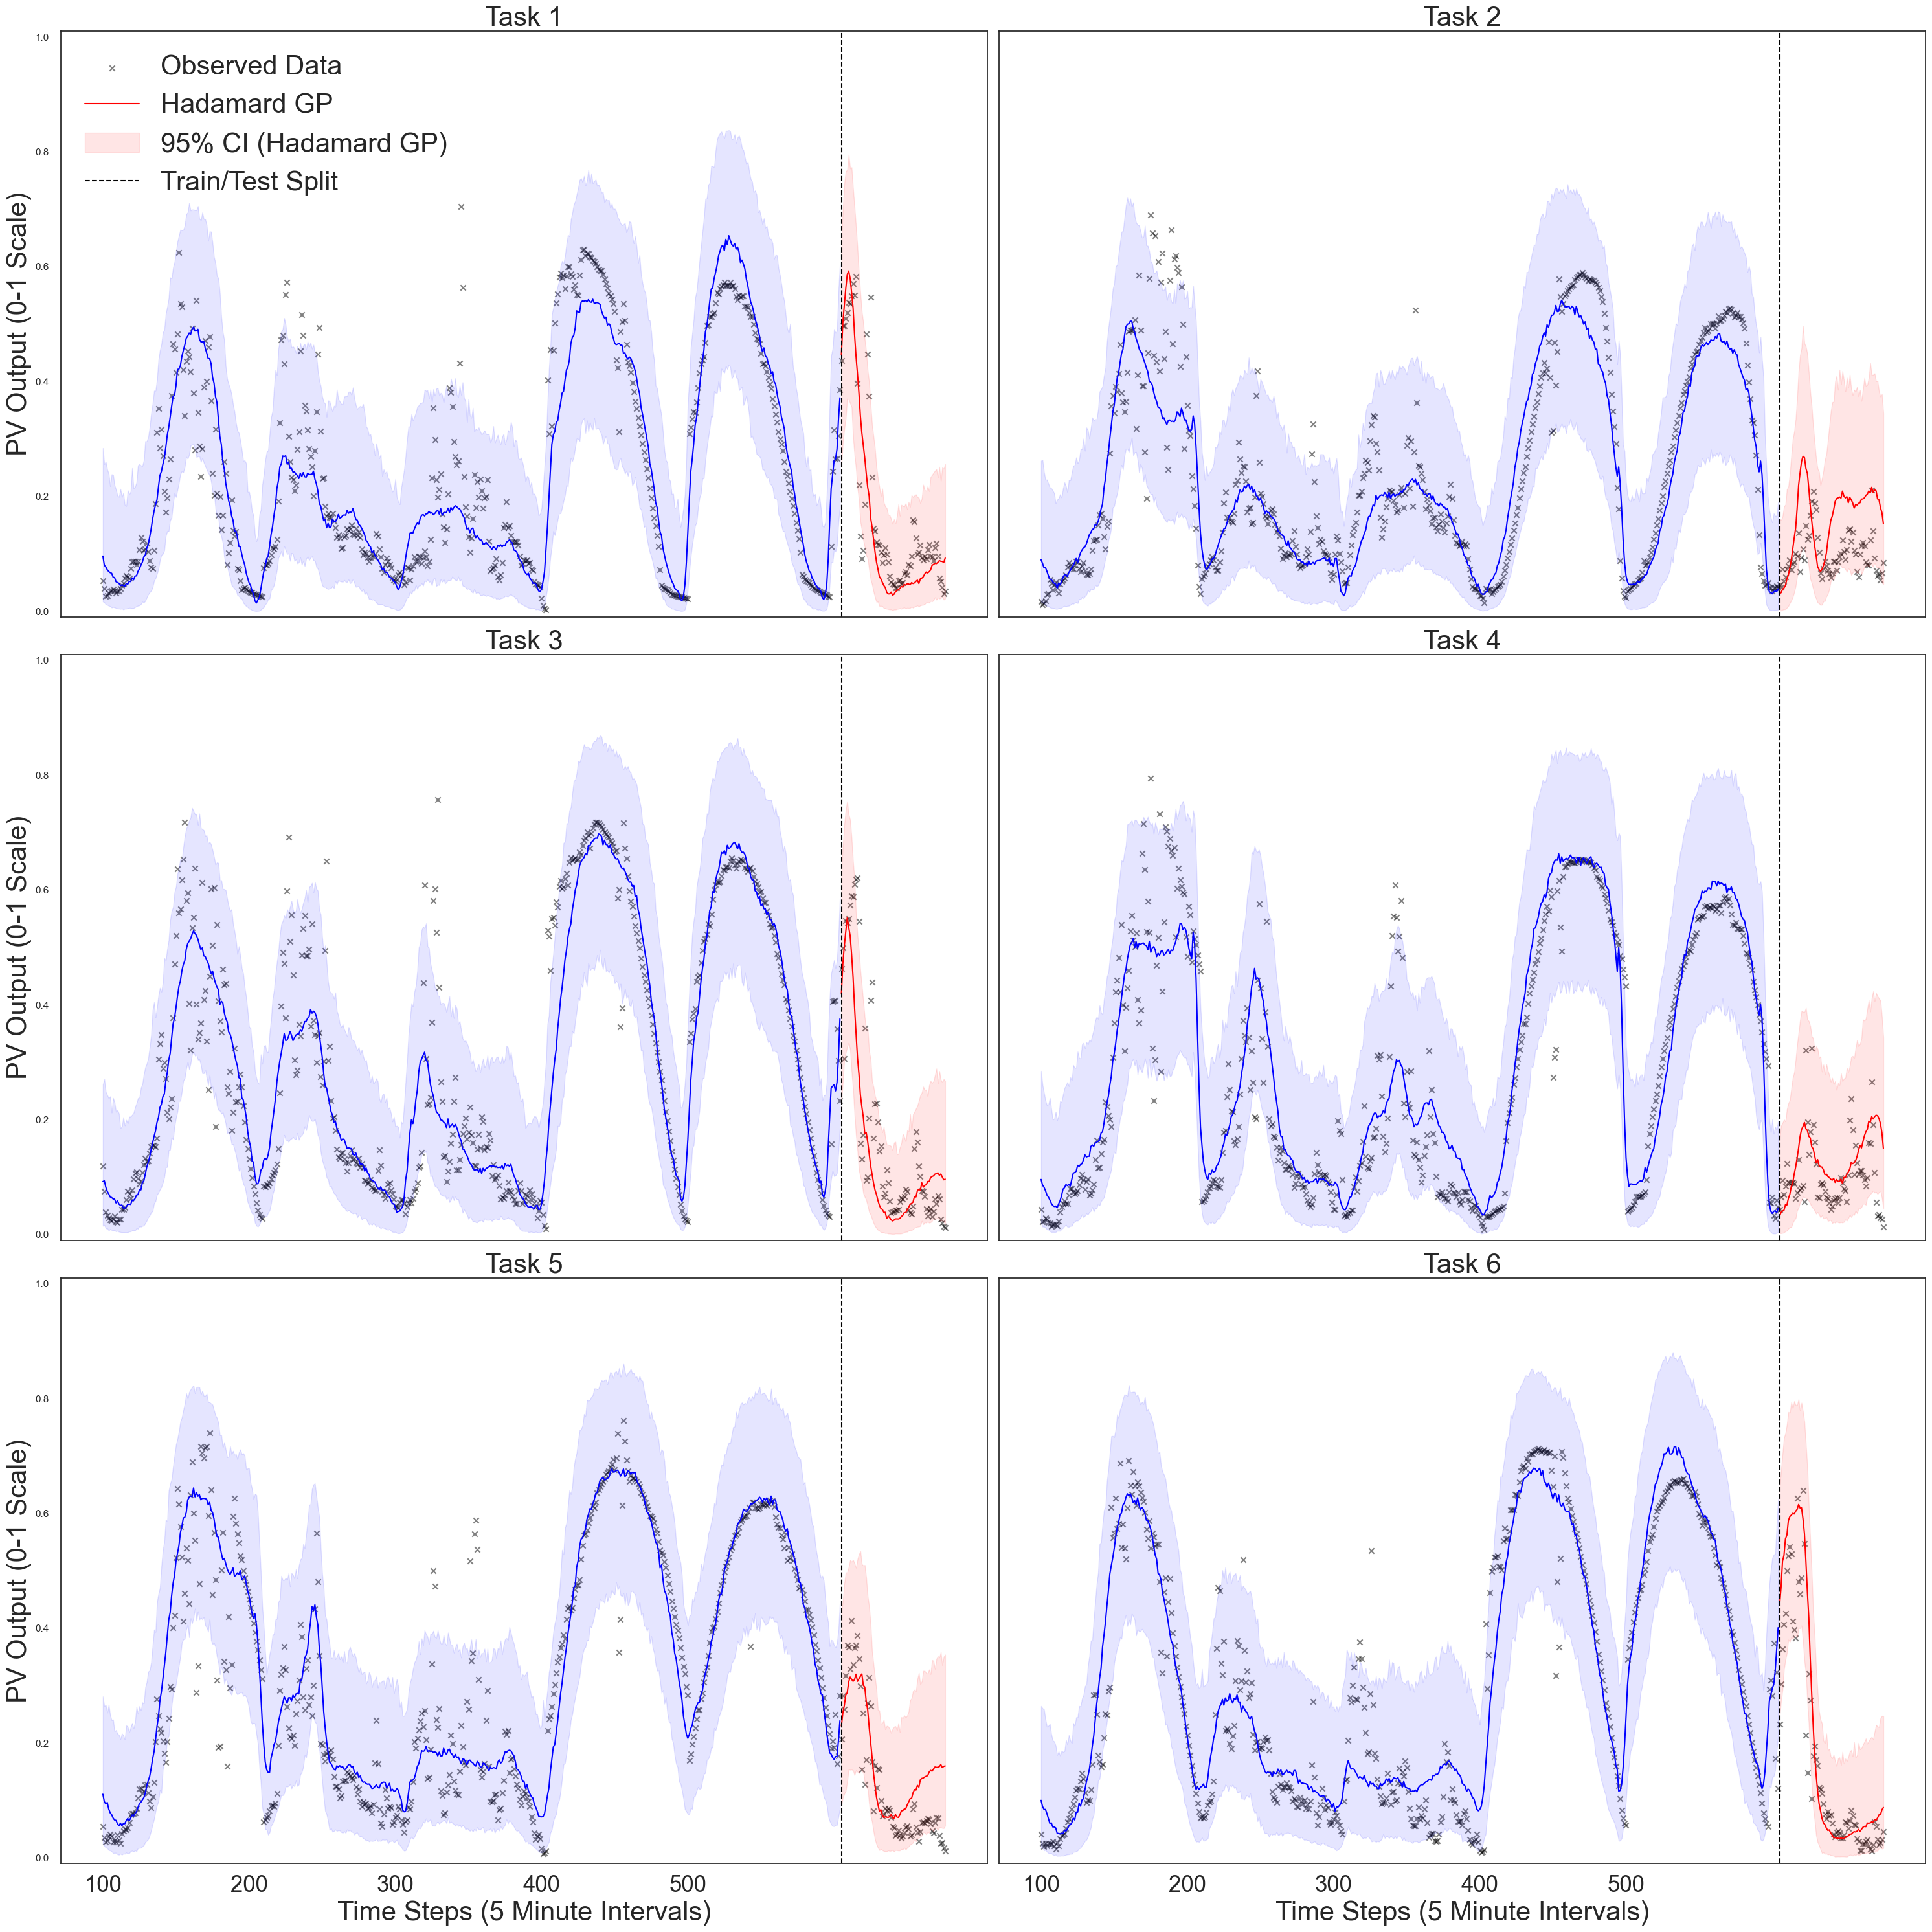 Task 1
Task 2
1.0
0.8
0.6
0.4
0.2
0.0
PV Output (0-1 Scale)
Observed Data
Hadamard GP
95% CI (Hadamard GP)
Train/Test Split
Task 3
Task 4
1.0
0.8
0.6
0.4
0.2
0.0
PV Output (0-1 Scale)
Task 5
Task 6
1.0
0.8
0.6
0.4
0.2
0.0
PV Output (0-1 Scale)
100 200 300 400 500
100 200 300 400 500
Time Steps (5 Minute Intervals)
Time Steps (5 Minute Intervals)